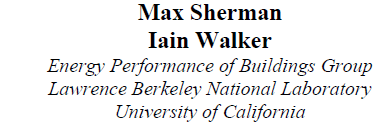 Max Sherman
Iain Walker
Energy Performance of Buildings Group
Lawrence Berkeley National Laboratory
University of California